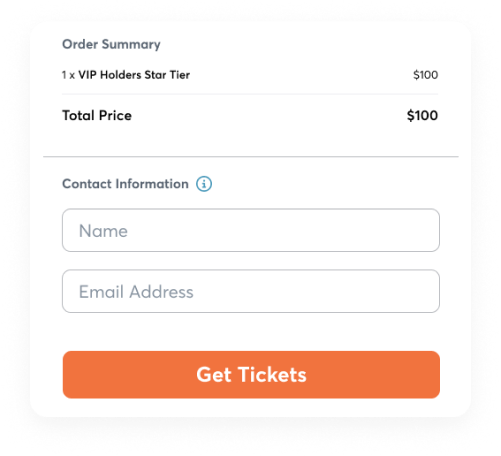 Order Summary
1 x VIP Holders Star Tier $100
Total Price $100
Contact Information
Name
Email Address
Get Tickets